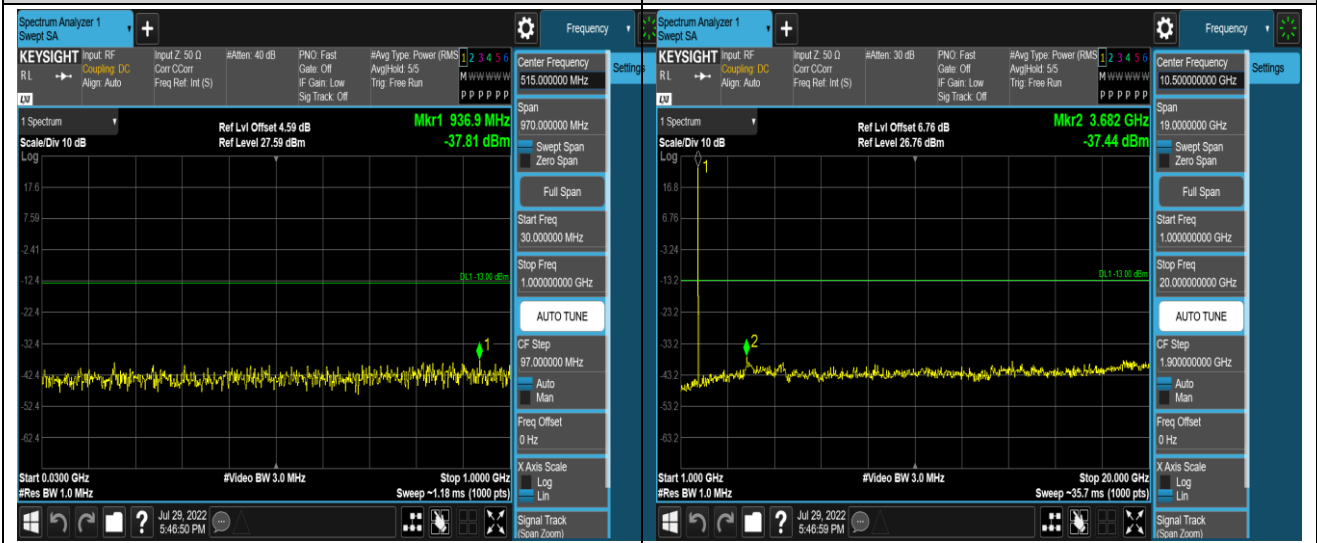 Spectrum Analyzer 1
Swept SA
+
Frequency
KEYSIGHT
RL
LXI
Input: RF
Coupling: DC
Align: Auto
Input Z: 50 Ω
Corr CCorr
Freq Ref: Int (S)
#Atten: 40 dB
PNO: Fast
Gate: Off
IF Gain: Low
Sig Track: Off
#Avg Type: Power (RMS
Avg|Hold: 5/5
Trig: Free Run
1 2 3 4 5 6
M W W W W W
P P P P P P
1 Spectrum
Scale/Div 10 dB
Log
Ref Lvl Offset 4.59 dB
Ref Level 27.59 dBm
Mkr1 936.9 MHz
-37.81 dBm
17.6
7.59
-2.41
-12.4
-22.4
-32.4
-42.4
-52.4
-62.4
DL1 -13.00 dBm
1
Start 0.0300 GHz
#Res BW 1.0 MHz
#Video BW 3.0 MHz
Stop 1.0000 GHz
Sweep ~1.18 ms (1000 pts)
Jul 29, 2022
5:46:50 PM
?
Center Frequency
515.000000 MHz
Span
970.000000 MHz
Swept Span
Zero Span
Full Span
Start Freq
30.000000 MHz
Stop Freq
1.000000000 GHz
AUTO TUNE
CF Step
97.000000 MHz
Auto
Man
Freq Offset
0 Hz
X Axis Scale
Log
Lin
Signal Track
(Span Zoom)
Settings
Spectrum Analyzer 1
Swept SA
+
Frequency
KEYSIGHT
RL
LXI
Input: RF
Coupling: DC
Align: Auto
Input Z: 50 Ω
Corr CCorr
Freq Ref: Int (S)
#Atten: 30 dB
PNO: Fast
Gate: Off
IF Gain: Low
Sig Track: Off
#Avg Type: Power (RMS
Avg|Hold: 5/5
Trig: Free Run
1 2 3 4 5 6
M W W W W W
P P P P P P
1 Spectrum
Scale/Div 10 dB
Log
Ref Lvl Offset 6.76 dB
Ref Level 26.76 dBm
Mkr2 3.682 GHz
-37.44 dBm
1
16.8
6.76
-3.24
-13.2
-23.2
-33.2
-43.2
-53.2
-63.2
DL1 -13.00 dBm
2
Start 1.000 GHz
#Res BW 1.0 MHz
#Video BW 3.0 MHz
Stop 20.000 GHz
Sweep ~35.7 ms (1000 pts)
Jul 29, 2022
5:46:59 PM
?
Center Frequency
10.500000000 GHz
Span
19.0000000 GHz
Swept Span
Zero Span
Full Span
Start Freq
1.000000000 GHz
Stop Freq
20.000000000 GHz
AUTO TUNE
CF Step
1.900000000 GHz
Auto
Man
Freq Offset
0 Hz
X Axis Scale
Log
Lin
Signal Track
(Span Zoom)
Settings